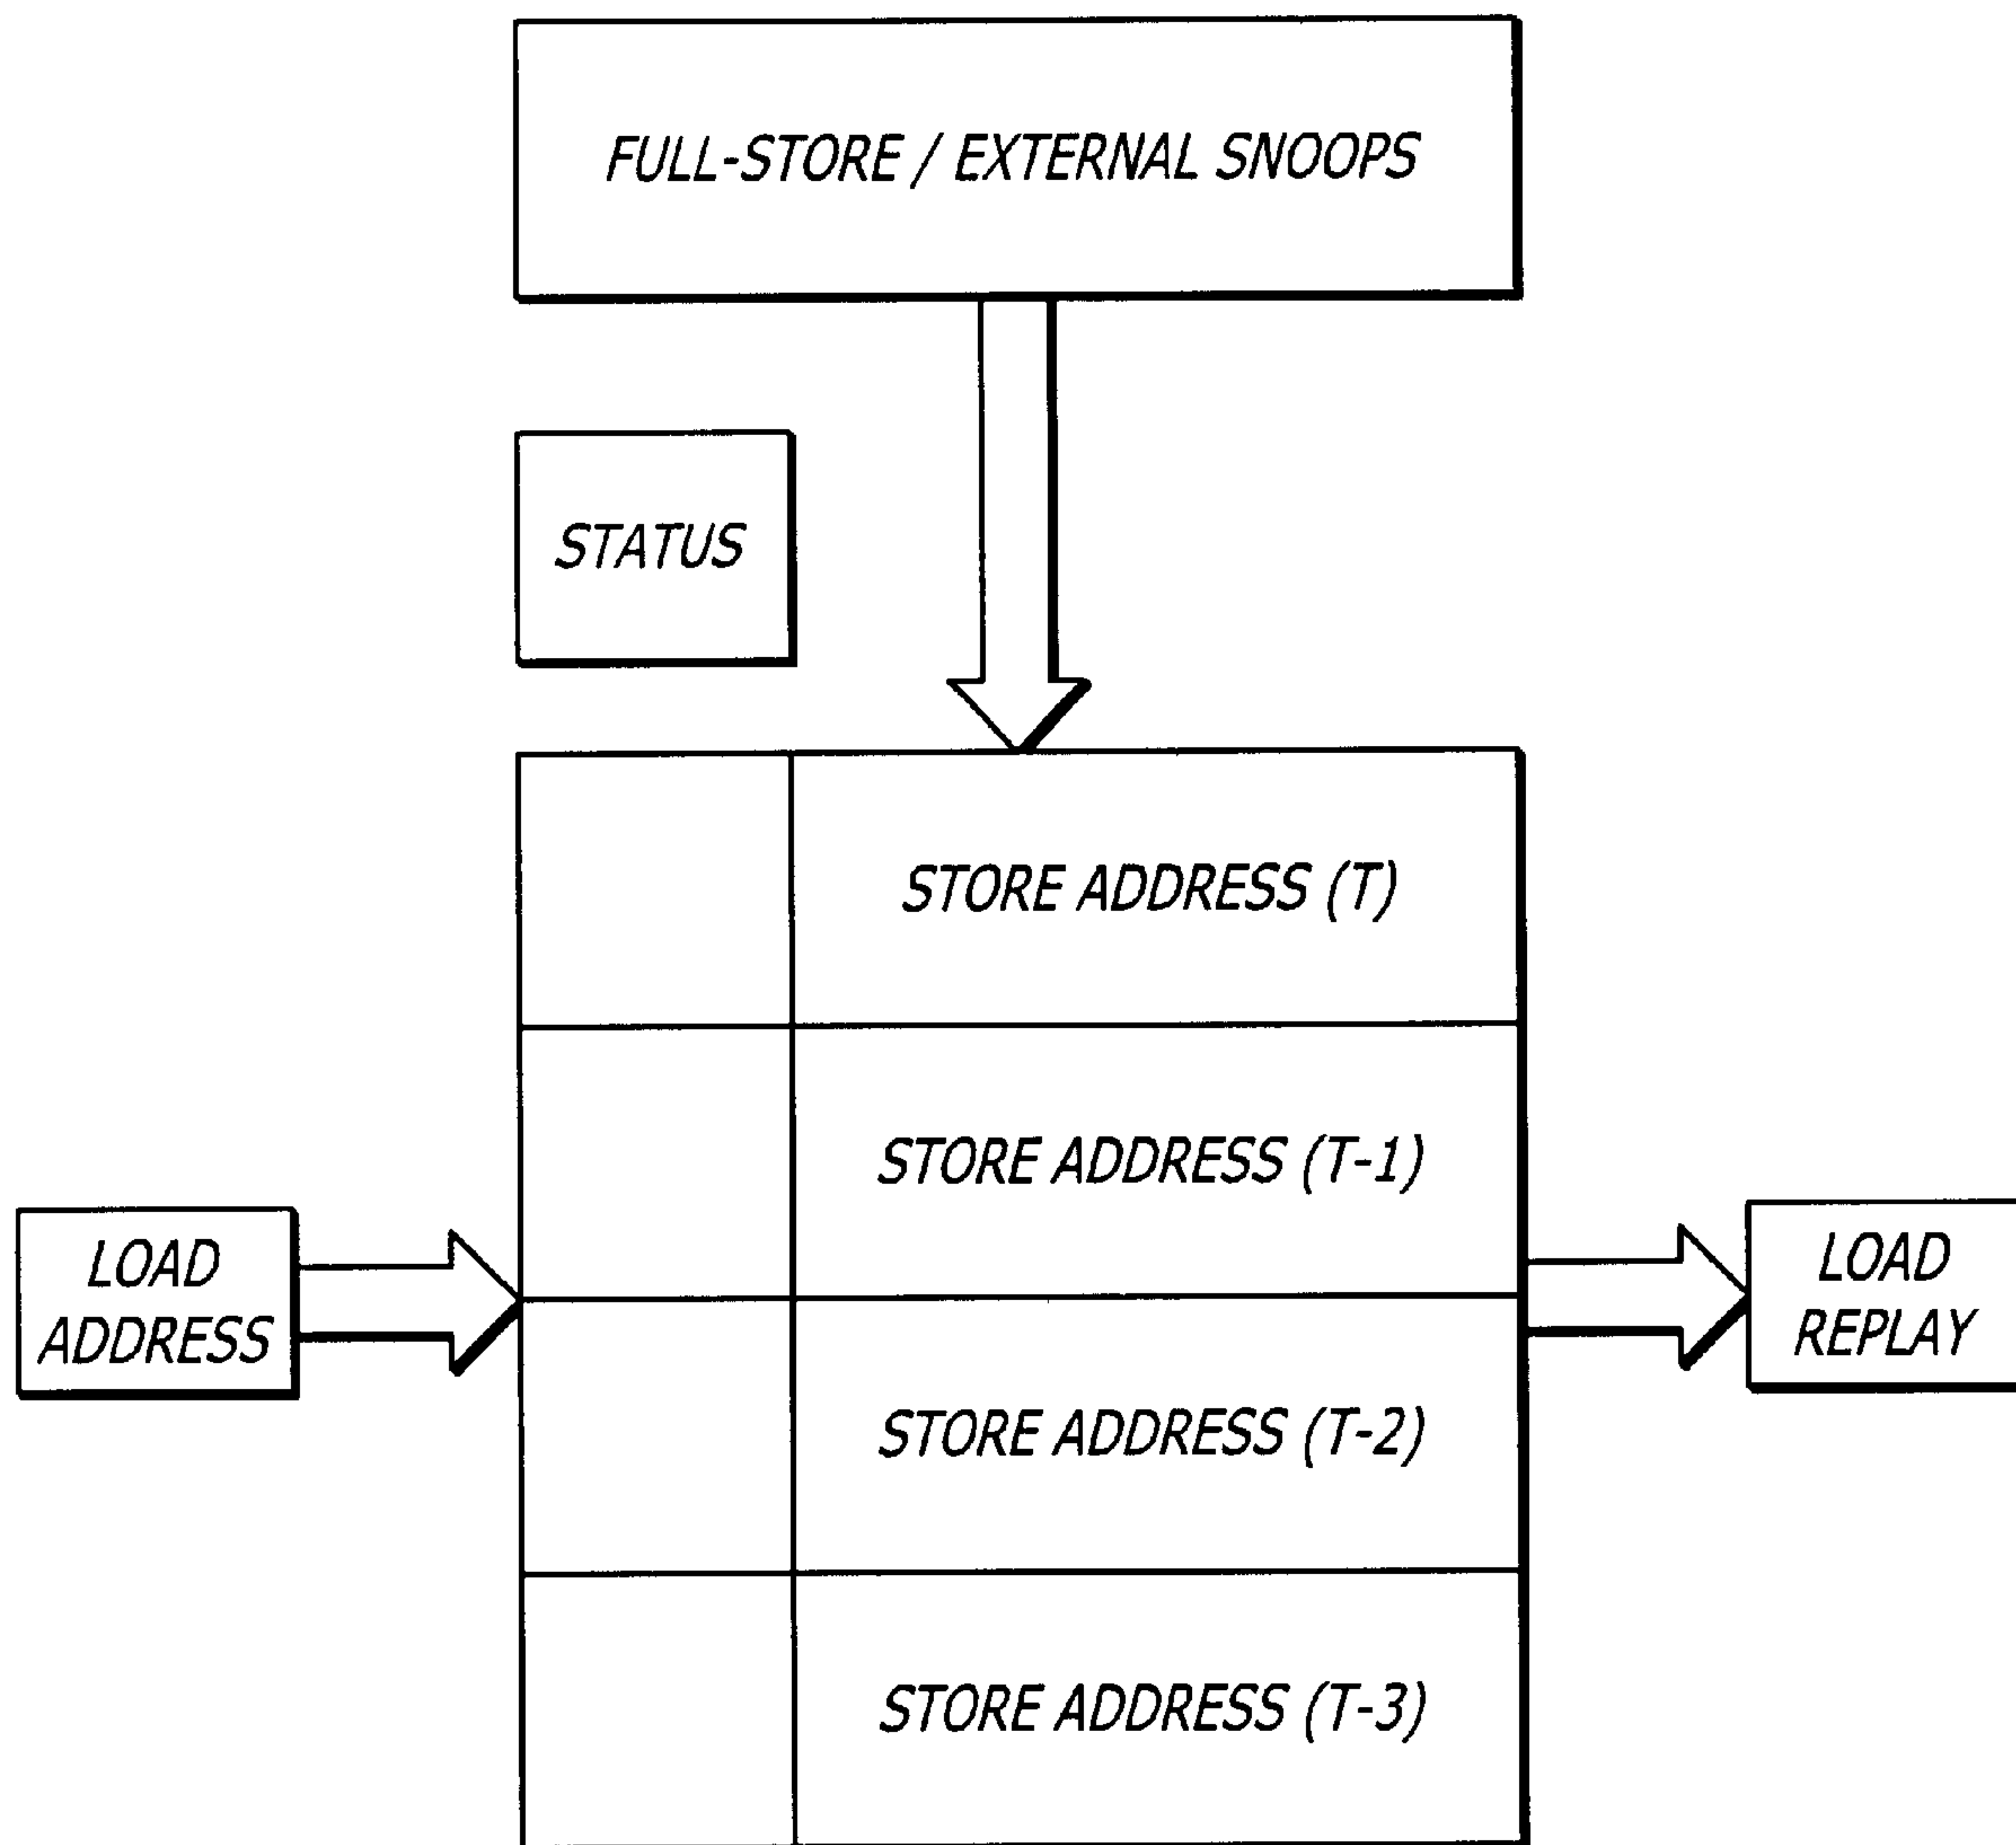 FULL-STORE / EXTERNAL SNOOPS
STATUS
STORE ADDRESS (T)
STORE ADDRESS (T-1)
LOAD
ADDRESS
LOAD
REPLAY
STORE ADDRESS (T-2)
STORE ADDRESS (T-3)